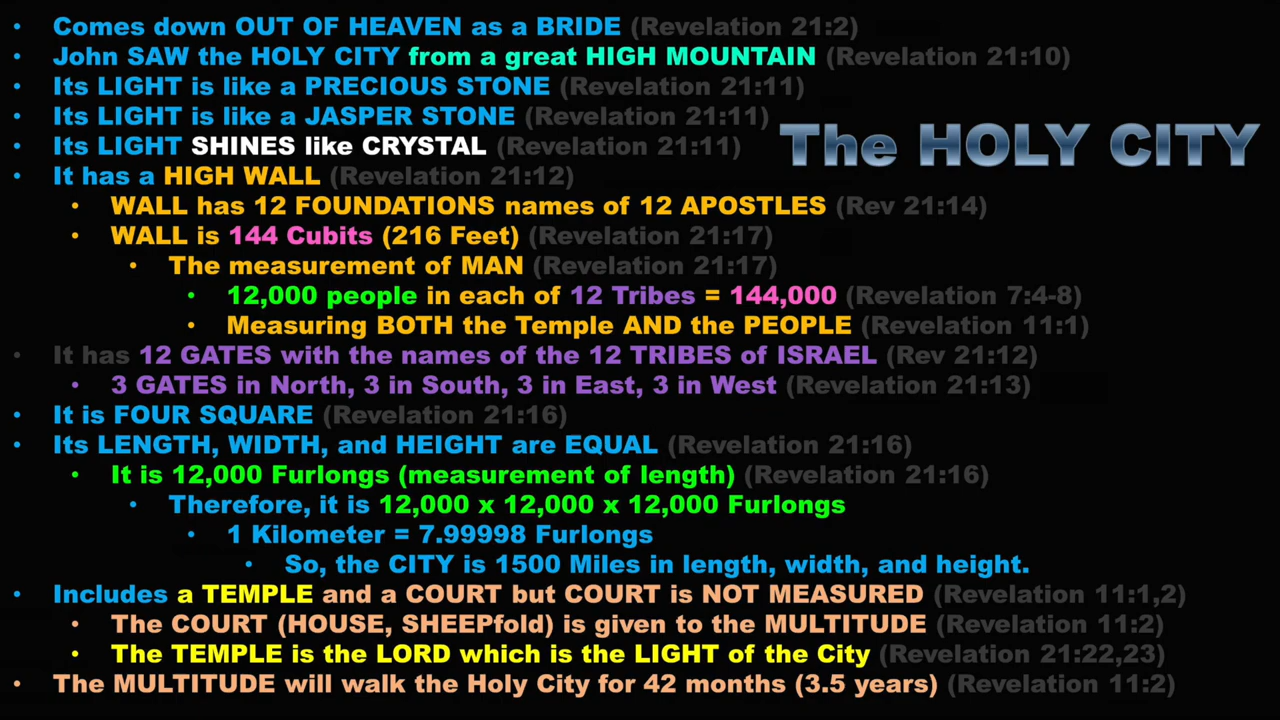 • Comes down OUT OF HEAVEN as a BRIDE (Revelation 21:2)
• John SAW the HOLY CITY from a great HIGH MOUNTAIN (Revelation 21:10)
• Its LIGHT is like a PRECIOUS STONE (Revelation 21:11)
• Its LIGHT is like a JASPER STONE (Revelation 21:11)
The HOLY CITY
• Its LIGHT SHINES like CRYSTAL (Revelation 21:11)
• It has a HIGH WALL (Revelation 21:12)
• WALL has 12 FOUNDATIONS names of 12 APOSTLES (Rev 21:14)
• WALL is 144 Cubits (216 Feet) (Revelation 21:17)
• The measurement of MAN (Revelation 21:17)
• 12,000 people in each of 12 Tribes = 144,000 (Revelation 7:4-8)
• Measuring BOTH the Temple AND the PEOPLE (Revelation 11:1)
• It has 12 GATES with the names of the 12 TRIBES of ISRAEL (Rev 21:12)
• 3 GATES in North, 3 in South, 3 in East, 3 in West (Revelation 21:13)
• It is FOUR SQUARE (Revelation 21:16)
• Its LENGTH, WIDTH, and HEIGHT are EQUAL (Revelation 21:16)
• It is 12,000 Furlongs (measurement of length) (Revelation 21:16)
• Therefore, it is 12,000 x 12,000 x 12,000 Furlongs
• 1 Kilometer = 7.99998 Furlongs
• So, the CITY is 1500 Miles in length, width, and height.
• Includes a TEMPLE and a COURT but COURT is NOT MEASURED (Revelation 11:1,2)
• The COURT (HOUSE, SHEEPfold) is given to the MULTITUDE (Revelation 11:2)
• The TEMPLE is the LORD which is the LIGHT of the City (Revelation 21:22,23)
• The MULTITUDE will walk the Holy City for 42 months (3.5 years) (Revelation 11:2)